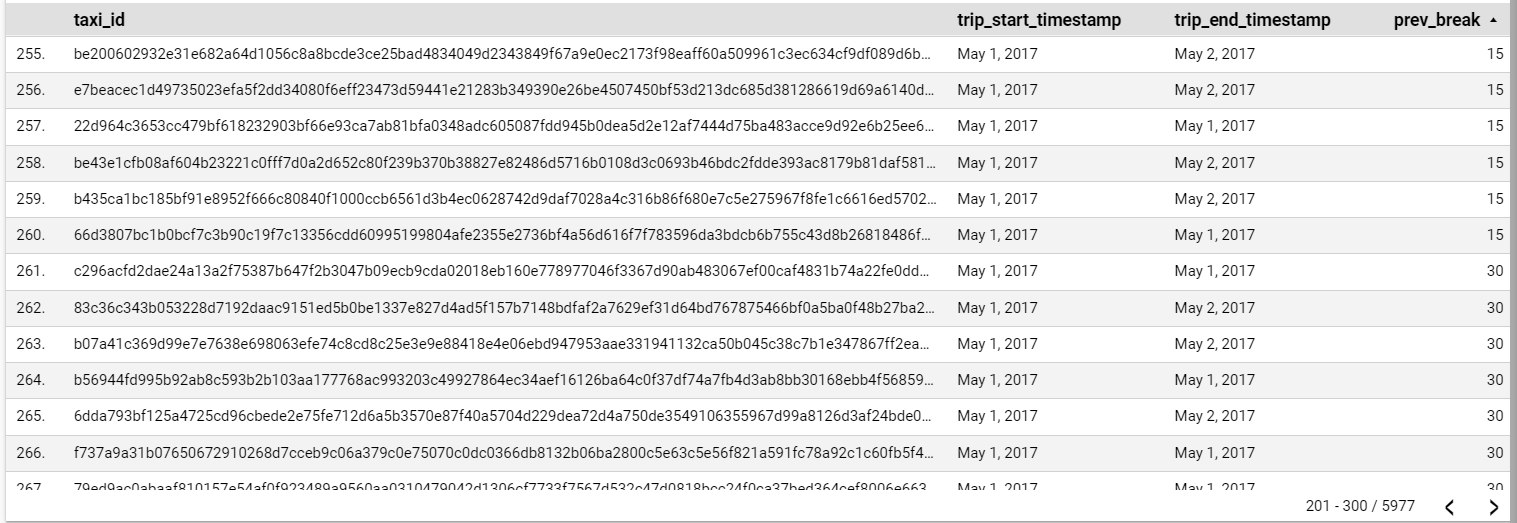 taxi_id trip_start_timestamp trip_end_timestamp prev_break
255. be200602932e31e682a64d1056c8a8bcde3ce25bad4834049d2343849f67a9e0ec2173f98eaff60a509961c3ec634cf9df089d6b... May 1, 2017 May 2, 2017 15
256. e7beacec1d49735023efa5f2dd34080f6eff23473d59441e21283b349390e26be4507450bf53d213dc685d381286619d69a6140d... May 1, 2017 May 2, 2017 15
257. 22d964c3653cc479bf618232903bf66e93ca7ab81bfa0348adc605087fdd945b0dea5d2e12af7444d75ba483acce9d92e6b25ee6... May 1, 2017 May 1, 2017 15
258. be43e1cfb08af604b23221c0fff7d0a2d652c80f239b370b38827e82486d5716b0108d3c0693b46bdc2fdde393ac8179b81daf581... May 1, 2017 May 2, 2017 15
259. b435ca1bc185bf91e8952f666c80840f1000ccb6561d3b4ec0628742d9daf7028a4c316b86f680e7c5e275967f8fe1c6616ed5702... May 1, 2017 May 2, 2017 15
260. 66d3807bc1b0bcf7c3b90c19f7c13356cdd60995199804afe2355e2736bf4a56d616f7f783596da3bdcb6b755c43d8b26818486f... May 1, 2017 May 1, 2017 15
261. c296acfd2dae24a13a2f75387b647f2b3047b09ecb9cda02018eb160e778977046f3367d90ab483067ef00caf4831b74a22fe0dd... May 1, 2017 May 1, 2017 30
262. 83c36c343b053228d7192daac9151ed5b0be1337e827d4ad5f157b7148bdfaf2a7629ef31d64bd767875466bf0a5ba0f48b27ba2... May 1, 2017 May 2, 2017 30
263. b07a41c369d99e7e7638e698063efe74c8cd8c25e3e9e88418e4e06ebd947953aae331941132ca50b045c38c7b1e347867ff2ea... May 1, 2017 May 2, 2017 30
264. b56944fd995b92ab8c593b2b103aa177768ac993203c49927864ec34aef16126ba64c0f37df74a7fb4d3ab8bb30168ebb4f56859... May 1, 2017 May 1, 2017 30
265. 6dda793bf125a4725cd96cbede2e75fe712d6a5b3570e87f40a5704d229dea72d4a750de3549106355967d99a8126d3af24bde0... May 1, 2017 May 2, 2017 30
266. f737a9a31b07650672910268d7cceb9c06a379c0e75070c0dc0366db8132b06ba2800c5e63c5e56f821a591fc78a92c1c60fb5f4... May 1, 2017 May 1, 2017 30
267. May 1, 2017 May 1, 2017 30
201 - 300 / 5977